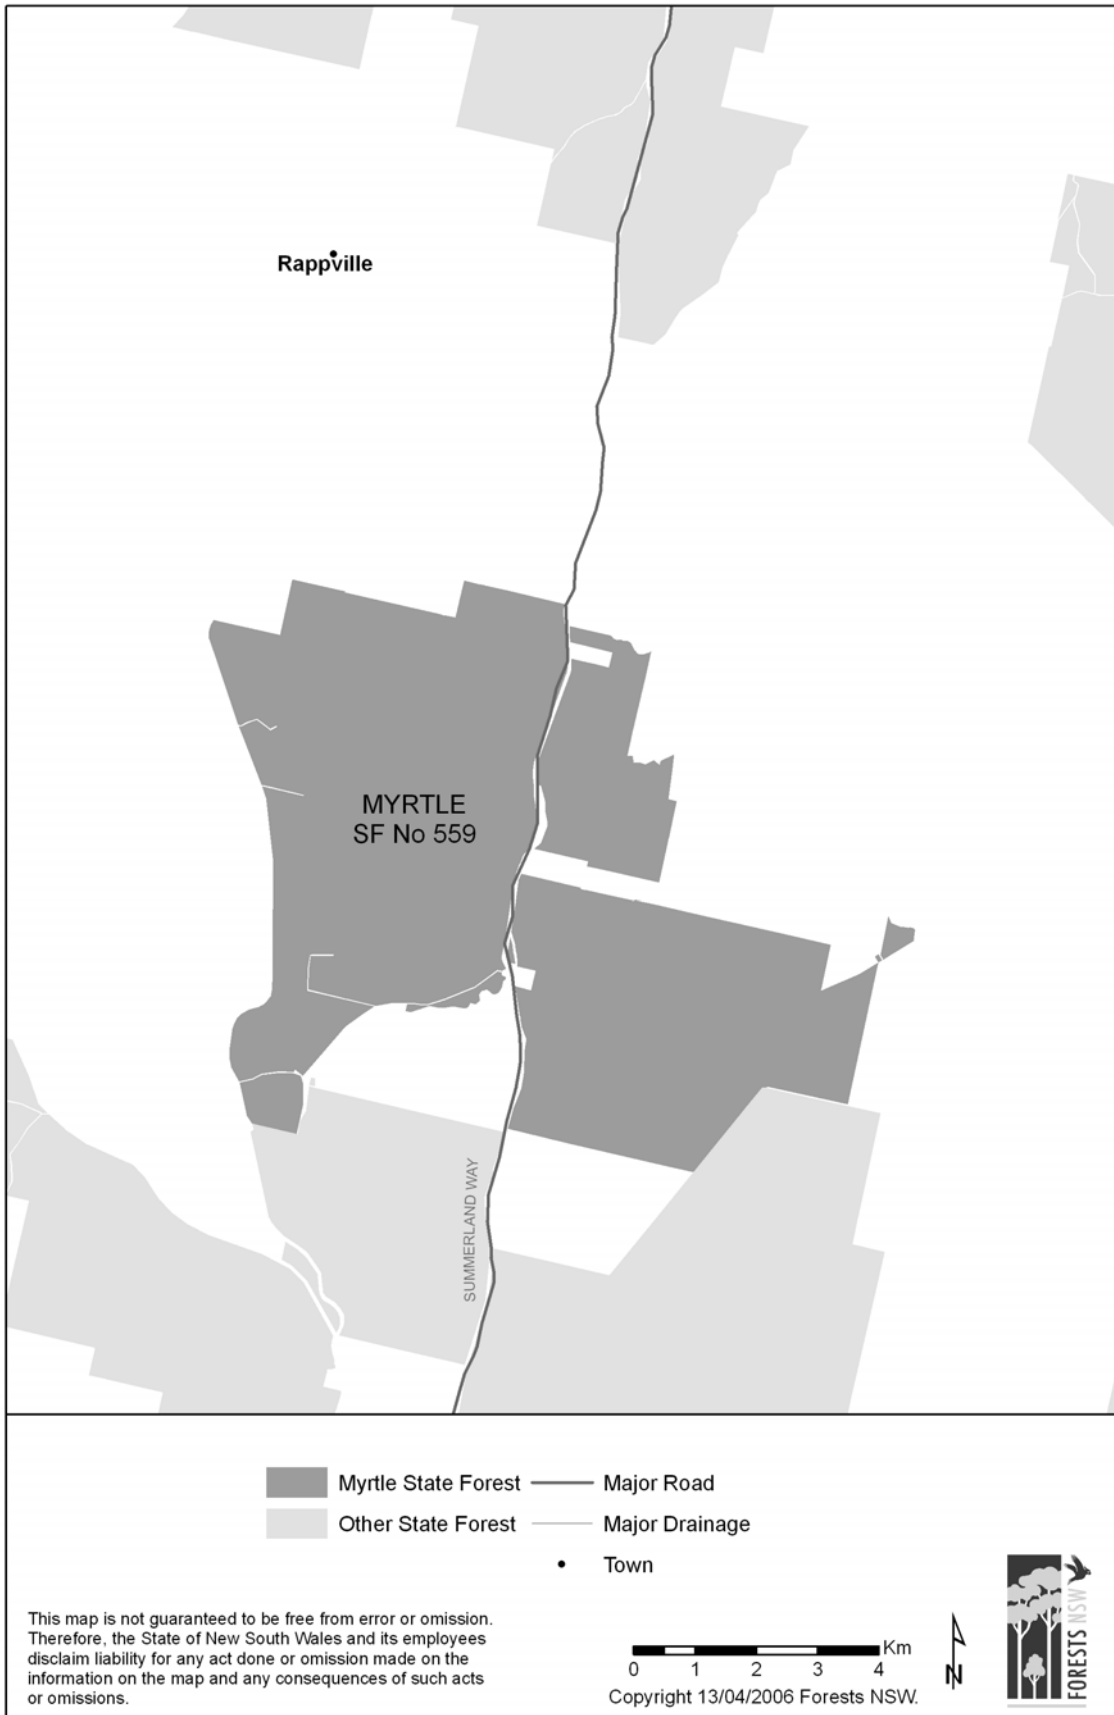 Rappville
MYRTLE
SF No 559
SUMMERLAND WAY
Myrtle State Forest
Major Road
Other State Forest
Major Drainage
Town
This map is not guaranteed to be free from error or omission.
Therefore, the State of New South Wales and its employees
disclaim liability for any act done or omission made on the
information on the map and any consequences of such acts
or omissions.
Km
0 1 2 3 4
Copyright 13/04/2006 Forests NSW.
N
FORESTS NSW